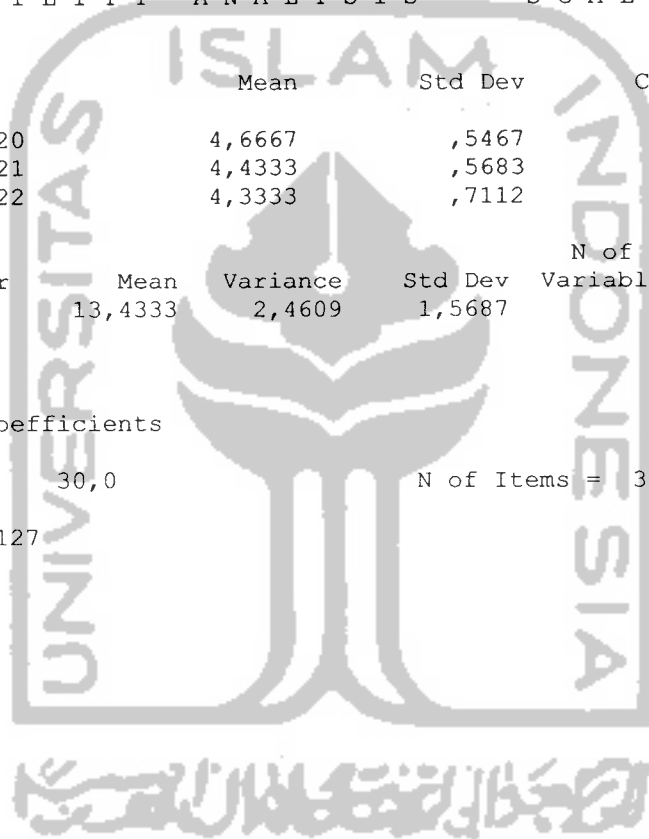 I L I T Y A N A L Y S I S S C A L
ISLAM
UNIVERSITAS
INDONESIA
Mean Std Dev C
20 4,6667 ,5467
21 4,4333 ,5683
22 4,3333 ,7112
N of
r Mean Variance Std Dev Variabl
13,4333 2,4609 1,5687
oefficients
30,0 N of Items = 3
127